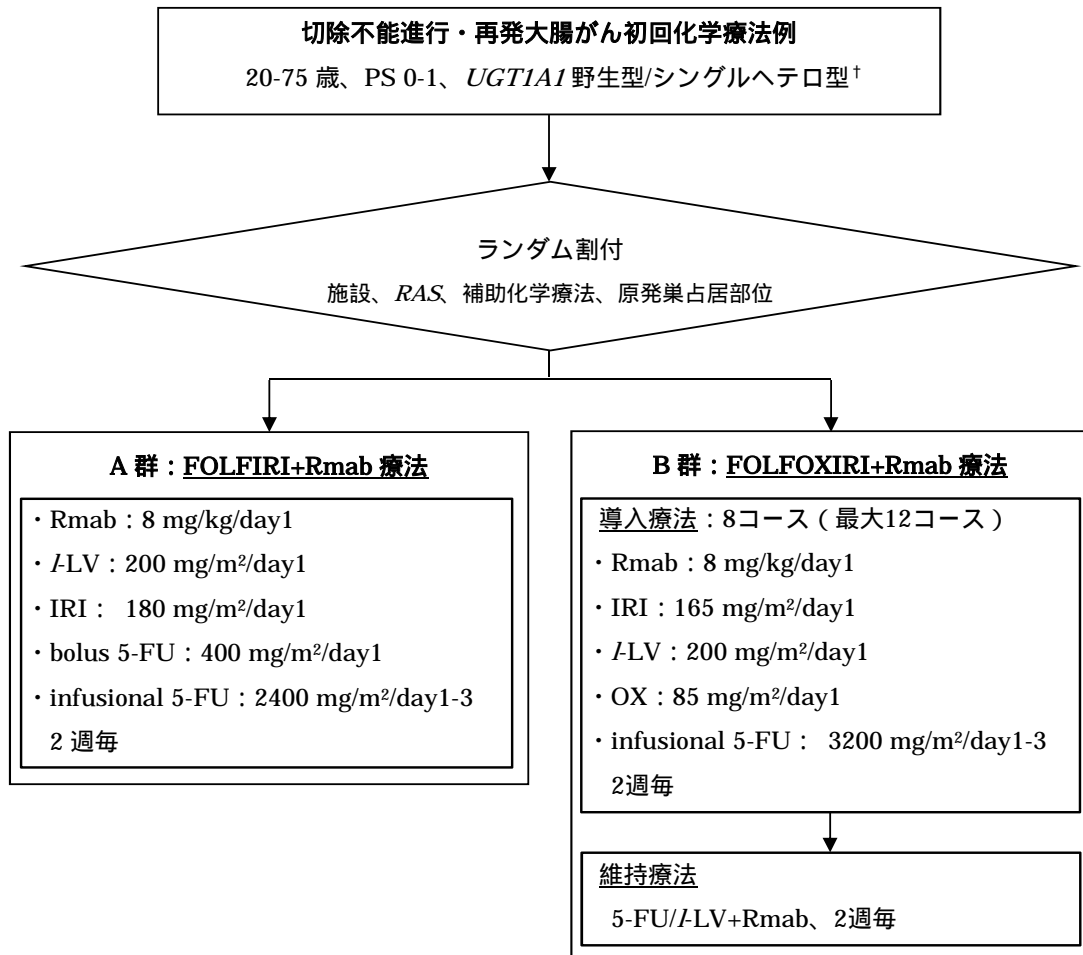 切除不能進行・再発大腸がん初回化学療法例
20-75 歳、PS 0-1、UGT1A1 野生型/シングルヘテロ型†
ランダム割付
施設、RAS、補助化学療法、原発巣占居部位
A 群：FOLFIRI+Rmab 療法
・Rmab：8 mg/kg/day1
・l-LV：200 mg/m²/day1
・IRI： 180 mg/m²/day1
・bolus 5-FU：400 mg/m²/day1
・infusional 5-FU：2400 mg/m²/day1-3
2 週毎
B 群：FOLFOXIRI+Rmab 療法
導入療法：8コース（最大12コース）
・Rmab：8 mg/kg/day1
・IRI：165 mg/m²/day1
・l-LV：200 mg/m²/day1
・OX：85 mg/m²/day1
・infusional 5-FU： 3200 mg/m²/day1-3
2週毎
維持療法
5-FU/l-LV+Rmab、2週毎